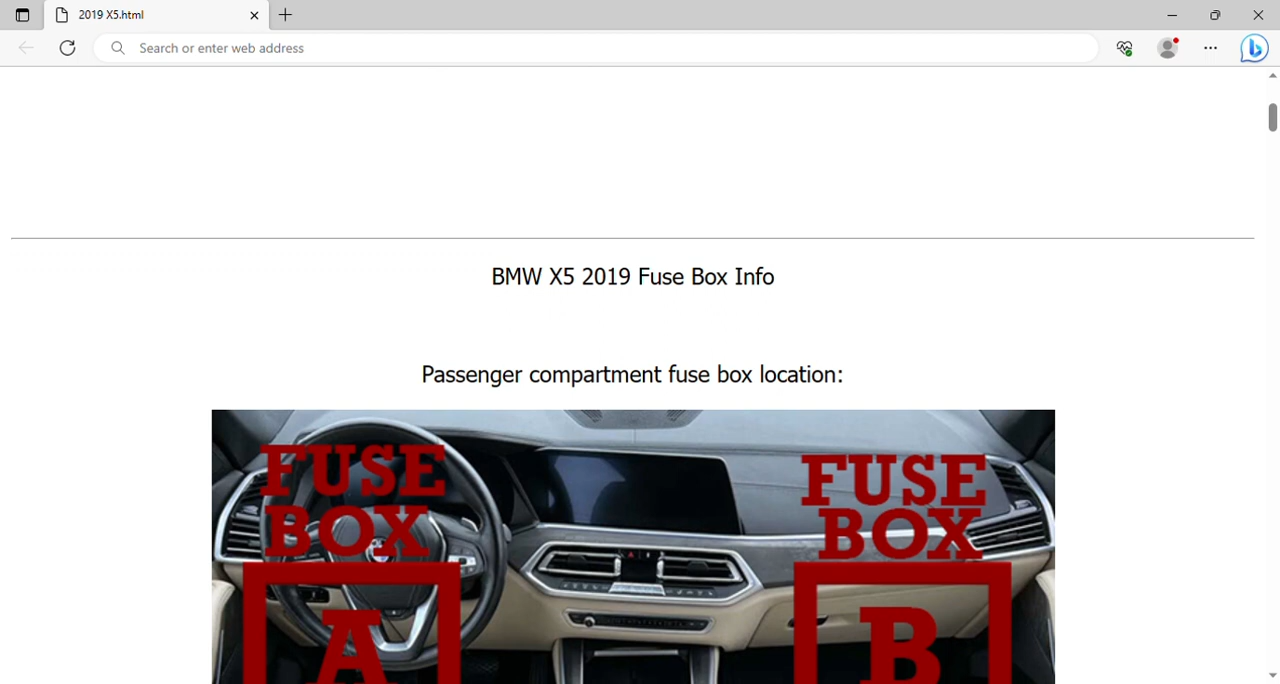 2019 X5.html
Search or enter web address
BMW X5 2019 Fuse Box Info
Passenger compartment fuse box location:
FUSE
BOX
A
FUSE
BOX
B